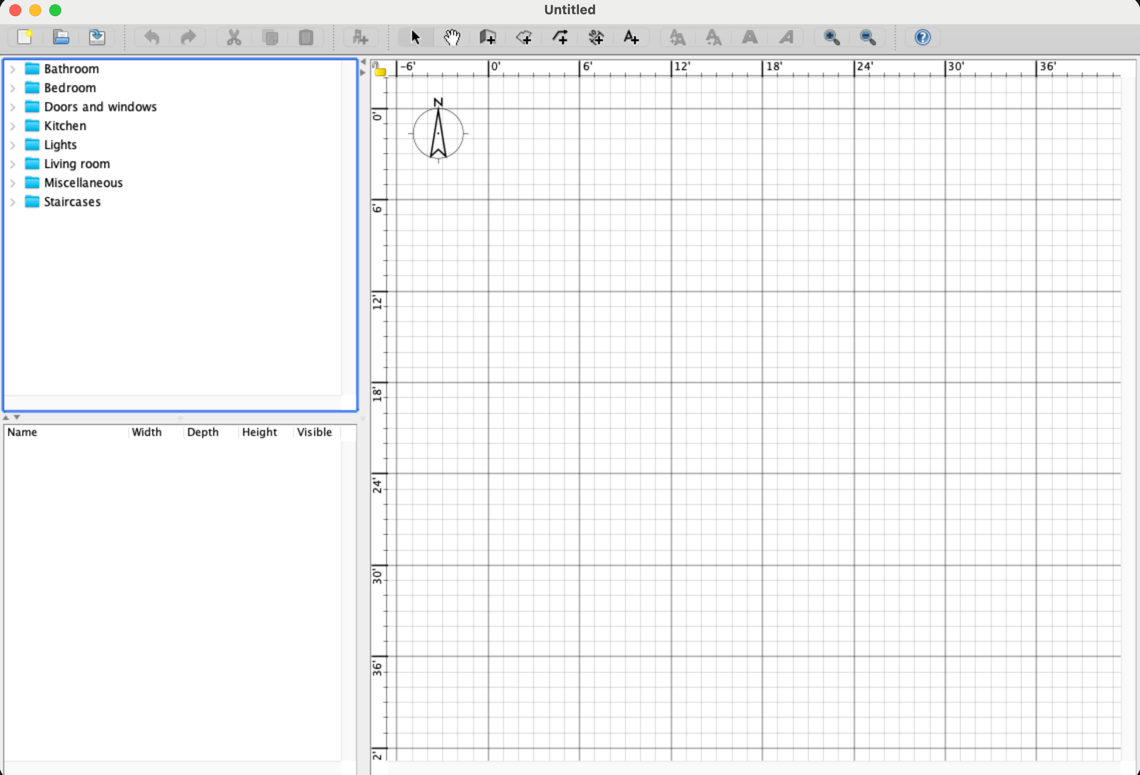 Untitled
Bathroom
Bedroom
Doors and windows
Kitchen
Lights
Living room
Miscellaneous
Staircases
Name Width Depth Height Visible
-6' 0' 6' 12' 18' 24' 30' 36'
N
0'
6'
12'
18'
24'
30'
36'
2'